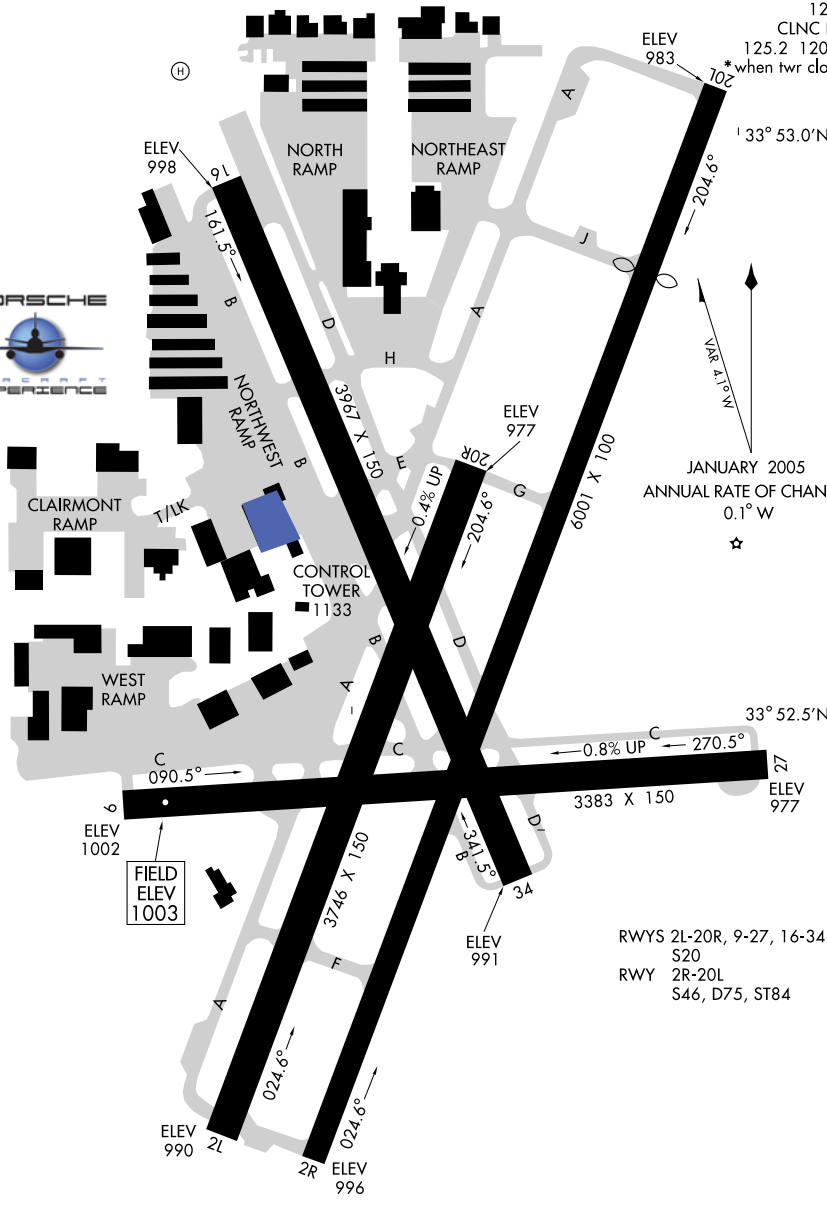 12
CLNC
125.2 120
*when twr clo
ELEV
983
20L
33° 53.0'N
204.6°
A
H
NORTH
RAMP
NORTHEAST
RAMP
ELEV
998
16
161.5°
B
D
J
A
H
VAR 4.1° W
JANUARY 2005
ANNUAL RATE OF CHAN
0.1° W
ORSCHE
PERIENCE
NORTHWEST
RAMP
3967 X 150
B
E
ELEV
977
20R
0.4% UP
204.6°
G
6001 X 100
CLAIRMONT
RAMP
T/LK
CONTROL
TOWER
1133
B
D
A
WEST
RAMP
33° 52.5'N
C
090.5°
C
0.8% UP
C
270.5°
27
ELEV
977
9
ELEV
1002
3383 X 150
FIELD
ELEV
1003
3746 X 150
B
341.5°
D
34
ELEV
991
RWYS 2L-20R, 9-27, 16-34
S20
RWY 2R-20L
S46, D75, ST84
F
A
024.6°
024.6°
ELEV
990
2L
2R
ELEV
996